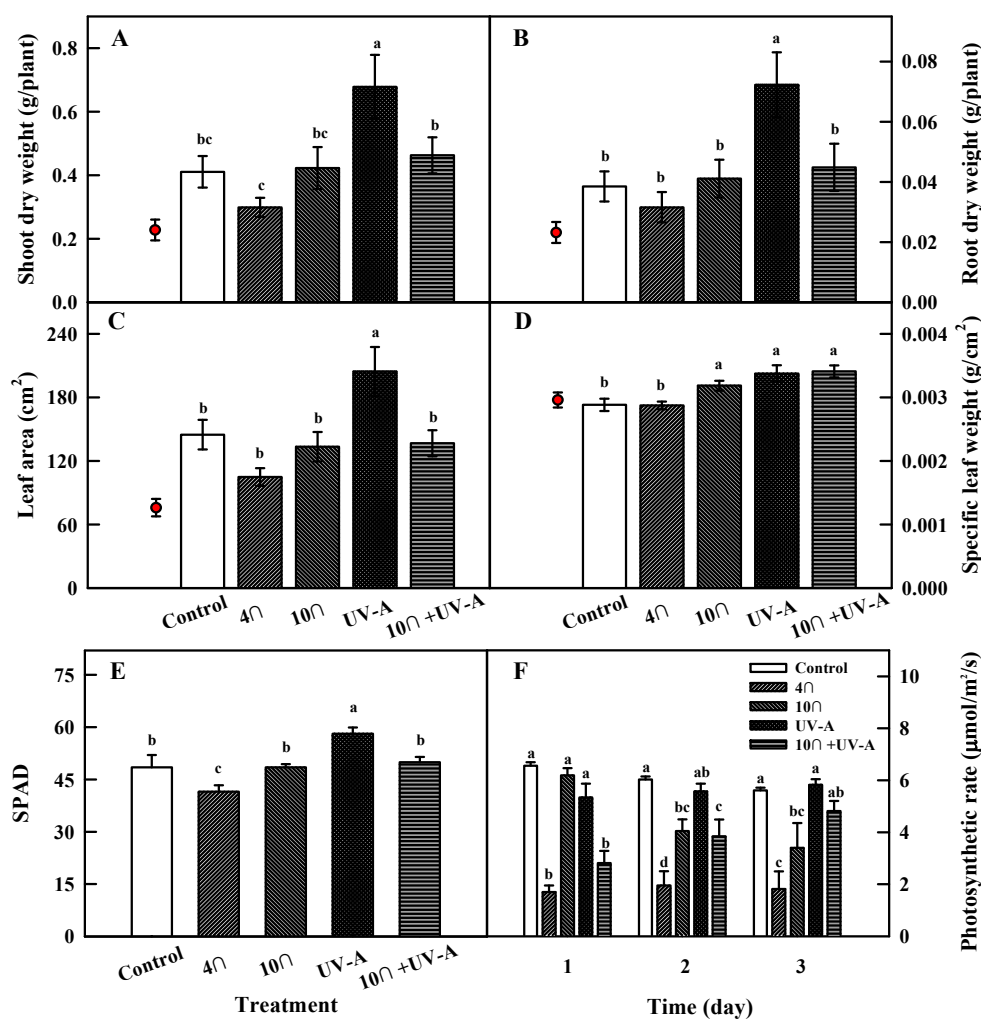 A
B
Shoot dry weight (g/plant)
0.8
0.6
0.4
0.2
0.0
bc
c
bc
a
b
b
b
b
a
b
0.08
0.06
0.04
0.02
0.00
Root dry weight (g/plant)
C
D
Leaf area (cm²)
240
180
120
60
0
b
b
b
a
b
b
b
a
a
a
0.004
0.003
0.002
0.001
0.000
Specific leaf weight (g/cm²)
Control
4∩
10∩
UV-A
10∩ +UV-A
Control
4∩
10∩
UV-A
10∩ +UV-A
E
SPAD
75
60
45
30
15
0
b
c
b
a
b
Control
4∩
10∩
UV-A
10∩ +UV-A
Treatment
F
Control
4∩
10∩
UV-A
10∩ +UV-A
a
b
a
a
b
a
d
bc
ab
c
a
c
bc
a
ab
10
8
6
4
2
0
Photosynthetic rate (μmol/m²/s)
1
2
3
Time (day)